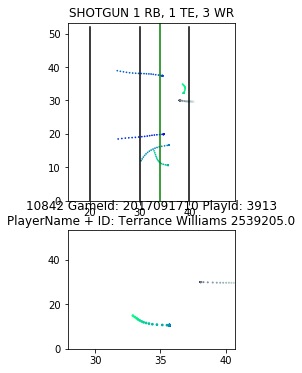 SHOTGUN 1 RB, 1 TE, 3 WR
50
40
30
20
10
0
20 30 40
10842 GameId: 2017091710 PlayId: 3913
PlayerName + ID: Terrance Williams 2539205.0
40
20
0
30 35 40